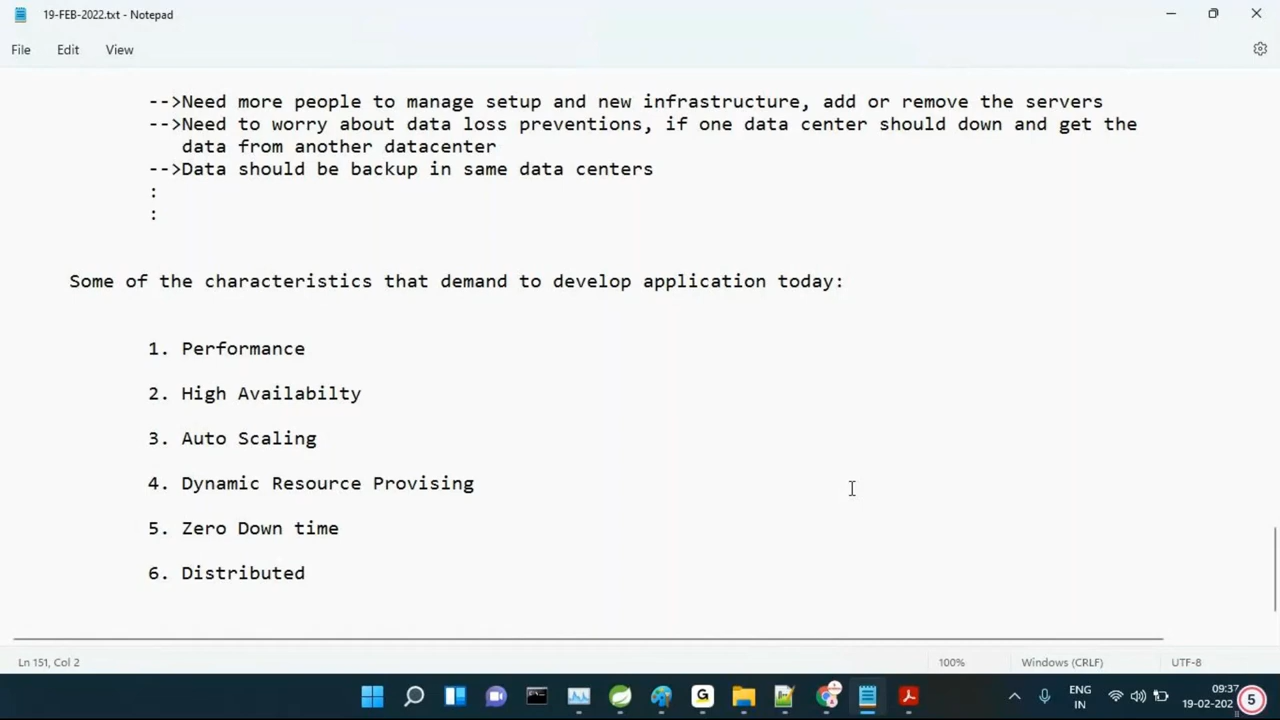 19-FEB-2022.txt - Notepad
File Edit View
-->Need more people to manage setup and new infrastructure, add or remove the servers
-->Need to worry about data loss preventions, if one data center should down and get the
data from another datacenter
-->Data should be backup in same data centers
:
:
Some of the characteristics that demand to develop application today:
1. Performance
2. High Availabilty
3. Auto Scaling
4. Dynamic Resource Provising
5. Zero Down time
6. Distributed
Ln 151, Col 2 100% Windows (CRLF) UTF-8
ENG 09:37
IN 19-02-202 5